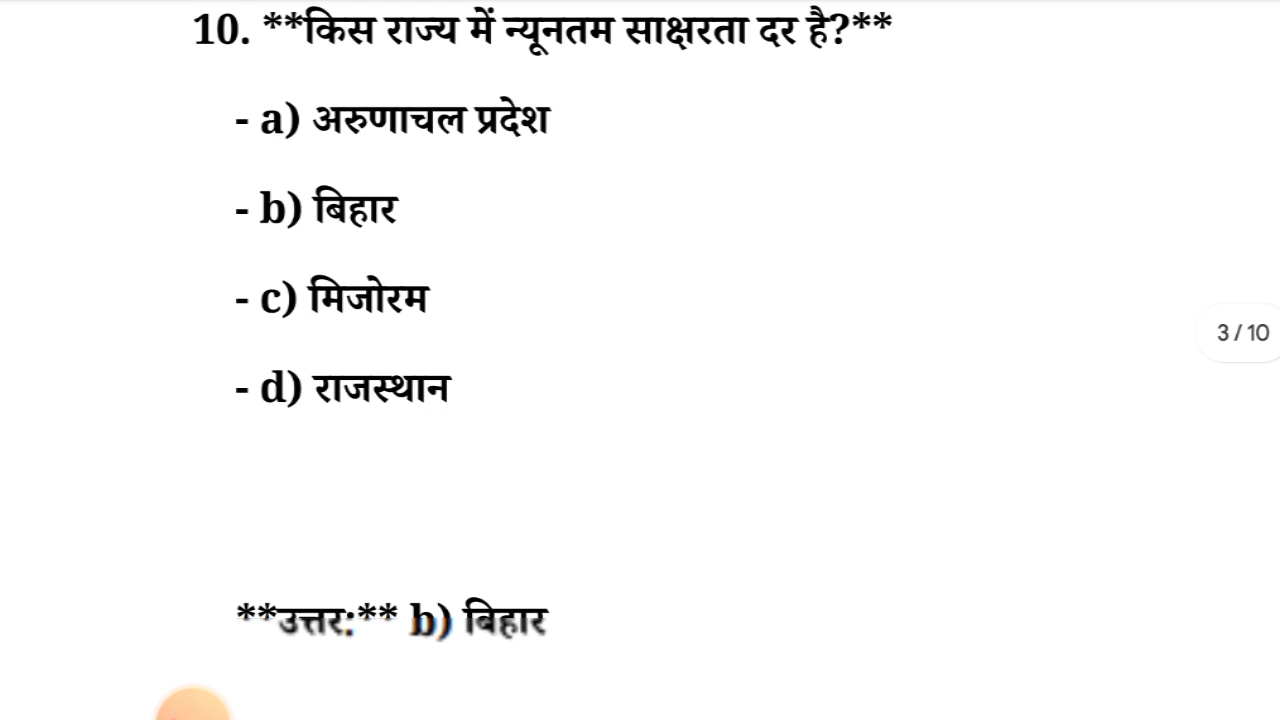 10. **किस राज्य में न्यूनतम साक्षरता दर है?**
- a) अरुणाचल प्रदेश
- b) बिहार
- c) मिजोरम
3 / 10
- d) राजस्थान
**उत्तर:** b) बिहार